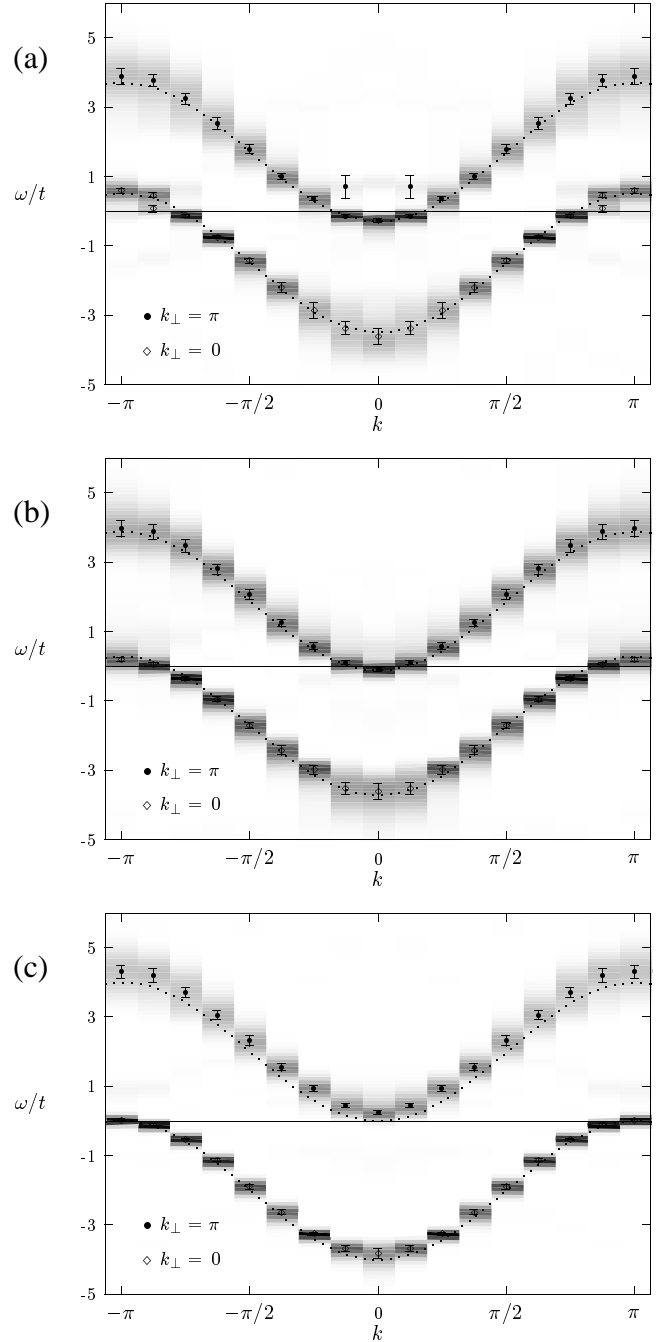 (a)
5
3
1
-1
-3
-5
ω/t
● k⊥ = π
◇ k⊥ = 0
−π
−π/2
0
π/2
π
k
(b)
5
3
1
-1
-3
-5
ω/t
● k⊥ = π
◇ k⊥ = 0
−π
−π/2
0
π/2
π
k
(c)
5
3
1
-1
-3
-5
ω/t
● k⊥ = π
◇ k⊥ = 0
−π
−π/2
0
π/2
π
k